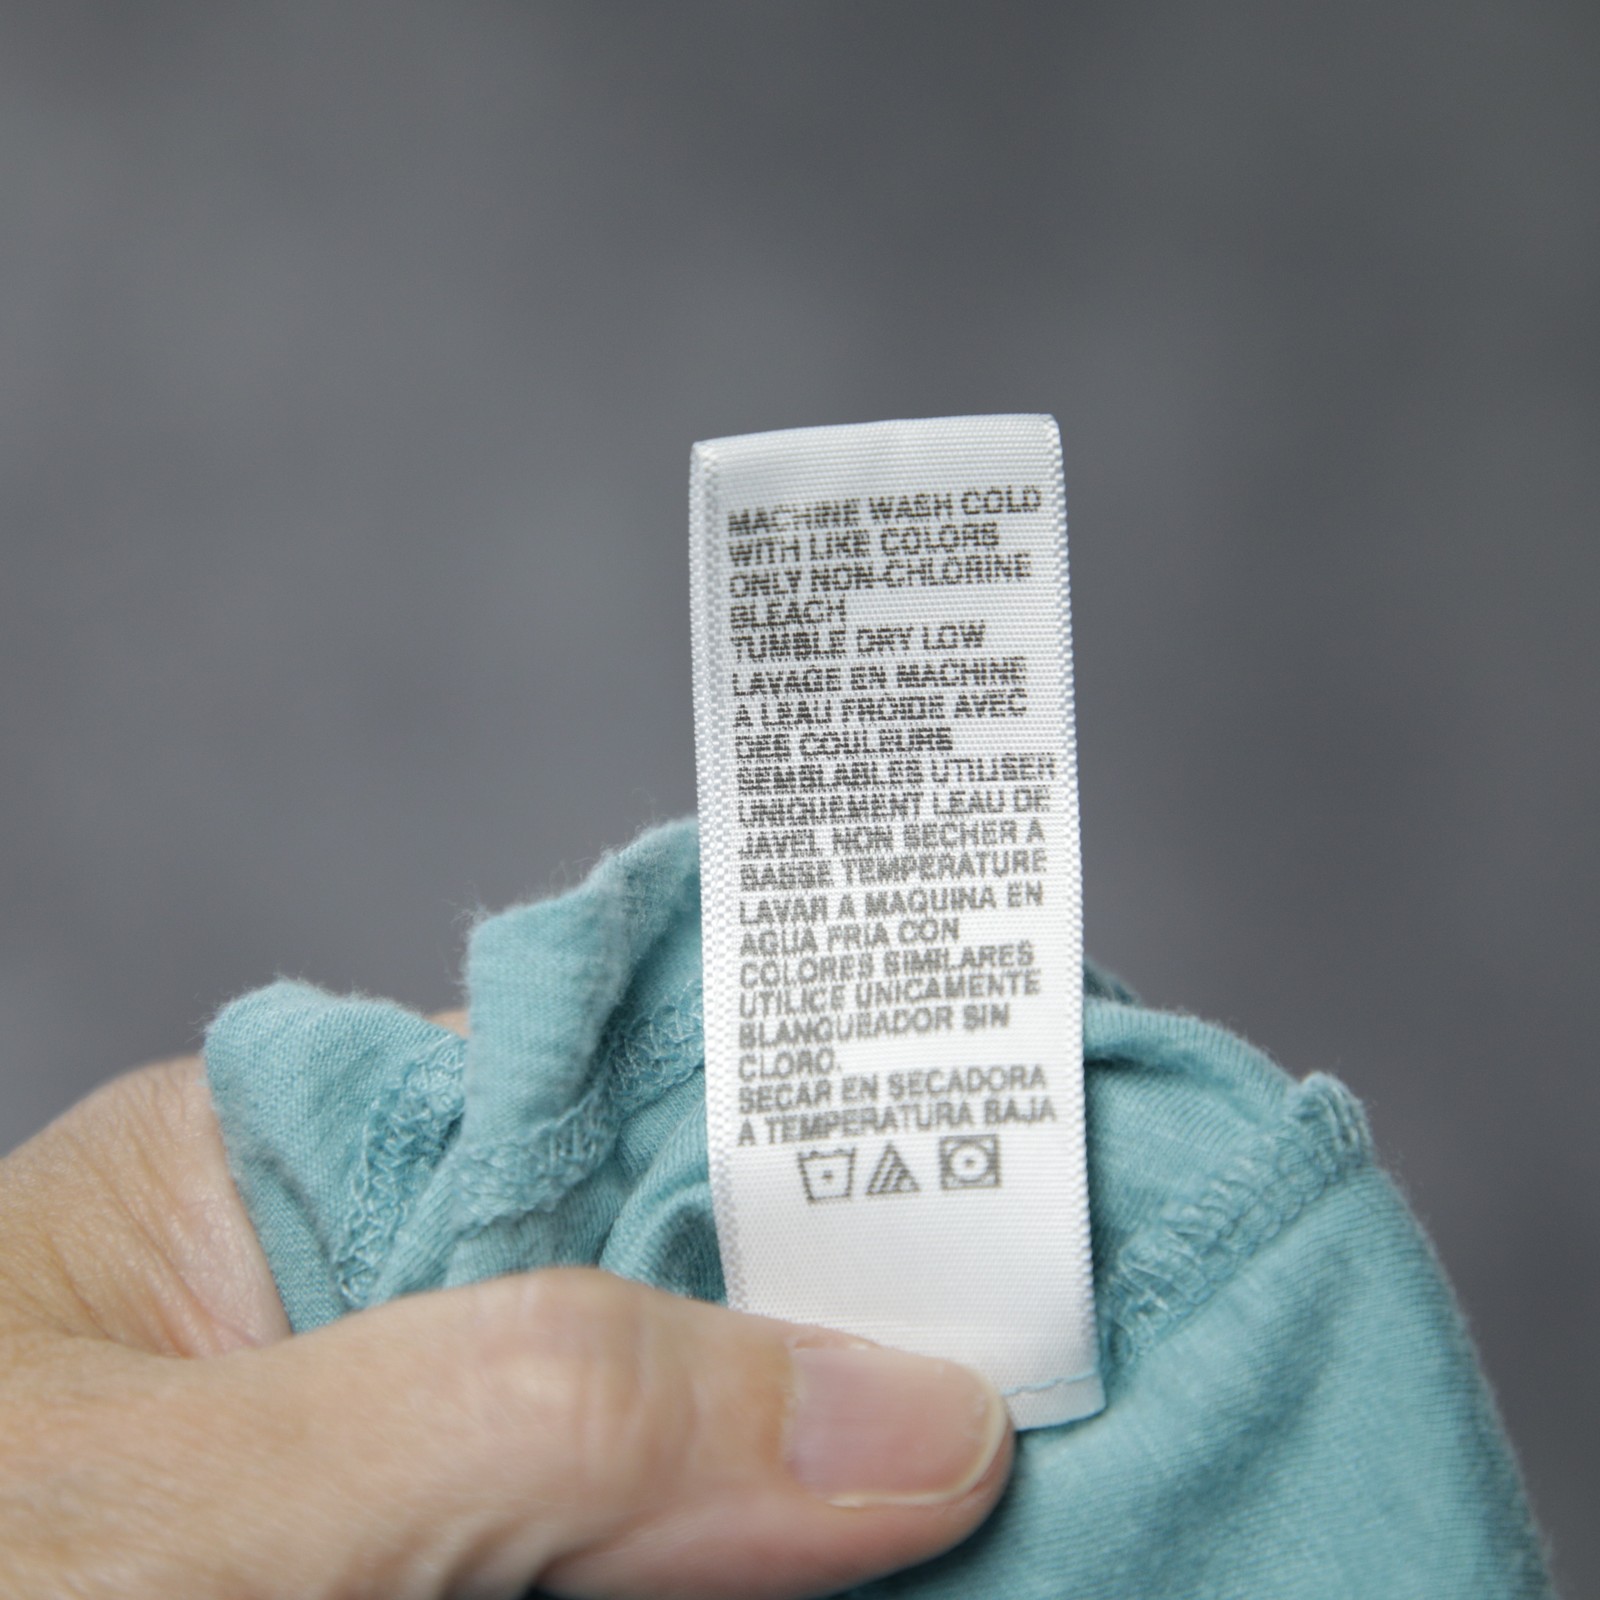 MACHINE WASH COLD
WITH LIKE COLORS
ONLY NON-CHLORINE
BLEACH
TUMBLE DRY LOW
LAVAGE EN MACHINE
A LEAU FROIDE AVEC
DES COULEURS
SEMBLABLES UTILISER
UNIQUEMENT LEAU DE
JAVEL NON SECHER A
BASSE TEMPERATURE
LAVAR A MAQUINA EN
AGUA FRIA CON
COLORES SIMILARES
UTILICE UNICAMENTE
BLANQUEADOR SIN
CLORO.
SECAR EN SECADORA
A TEMPERATURA BAJA